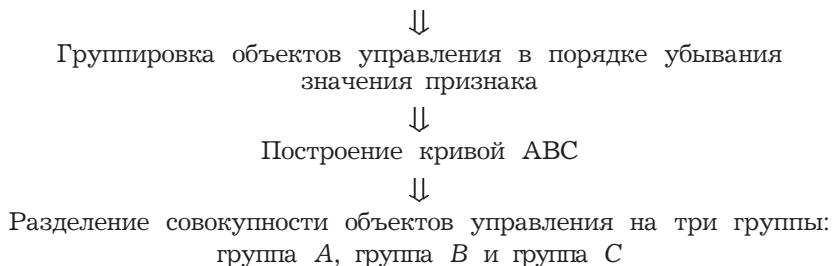 ⇓
Группировка объектов управления в порядке убывания
значения признака
⇓
Построение кривой АВС
⇓
Разделение совокупности объектов управления на три группы:
группа A, группа B и группа C